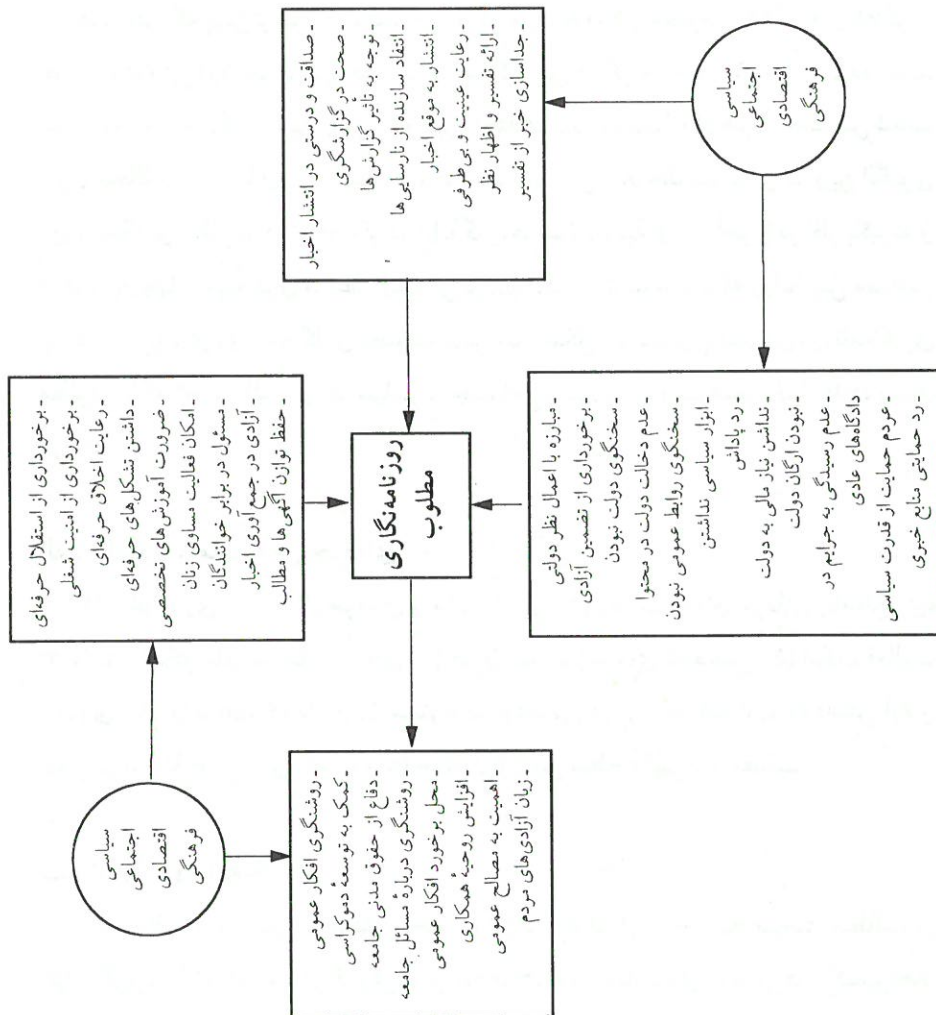 - برخورداری از استقلال حرفه‌ای
- برخورداری از امنیت شغلی
- رعایت اخلاق حرفه‌ای
- داشتن تشکل‌های حرفه‌ای
- ضرورت آموزش‌های تخصصی
- امکان فعالیت مساوی زنان
- مسئول در برابر خوانندگان
- آزادی در جمع‌آوری اخبار
- حفظ توازن آگهی‌ها و مطالب
سیاسی
اجتماعی
اقتصادی
فرهنگی
- صداقت و درستی در انتشار اخبار
- صحت در گزارشگری
- توجه به تأثیر گزارش‌ها
- انتقاد سازنده از نارسایی‌ها
- انتشار به موقع اخبار
- رعایت عینیت و بی‌طرفی
- ارائه تفسیر و اظهار نظر
- جداسازی خبر از تفسیر
روزنامه‌نگاری
مطلوب
- روشنگری افکار عمومی
- کمک به توسعهٔ دموکراسی
- دفاع از حقوق مدنی جامعه
- روشنگری دربارهٔ مسائل جامعه
- محل برخورد افکار عمومی
- افزایش روحیهٔ همکاری
- اهمیت به مصالح عمومی
- زبان آزادی‌های مردم
سیاسی
اجتماعی
اقتصادی
فرهنگی
- مبارزه با اعمال نظر دولتی
- برخورداری از تضمین آزادی
- سخنگوی دولت نبودن
- عدم دخالت دولت در محتوا
- سخنگوی روابط عمومی نبودن
- ابزار سیاسی نداشتن
- رد پاداش
- نداشتن نیاز مالی به دولت
- نبودن ارگان دولت
- عدم رسیدگی به جرایم در
دادگاه‌های عادی
- عردم حمایت از قدرت سیاسی
- رد حمایتی منابع خبری